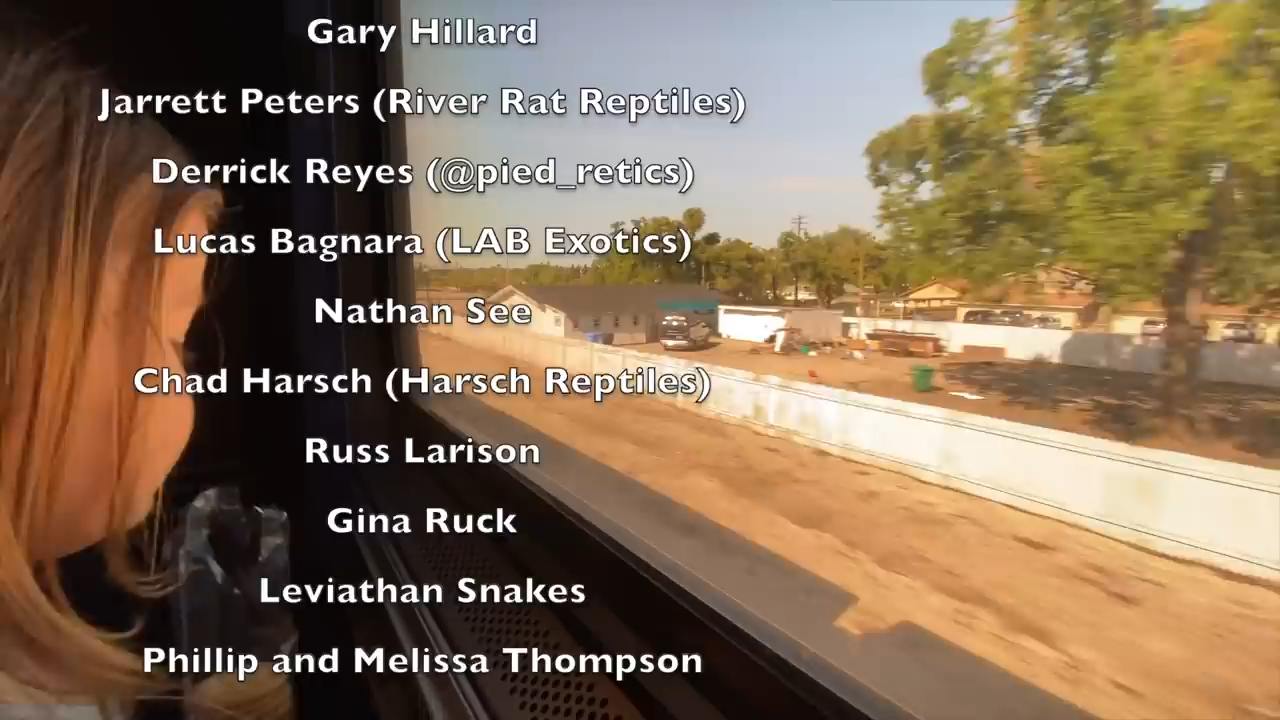 Gary Hillard
Jarrett Peters (River Rat Reptiles)
Derrick Reyes (@pied_retics)
Lucas Bagnara (LAB Exotics)
Nathan See
Chad Harsch (Harsch Reptiles)
Russ Larison
Gina Ruck
Leviathan Snakes
Phillip and Melissa Thompson